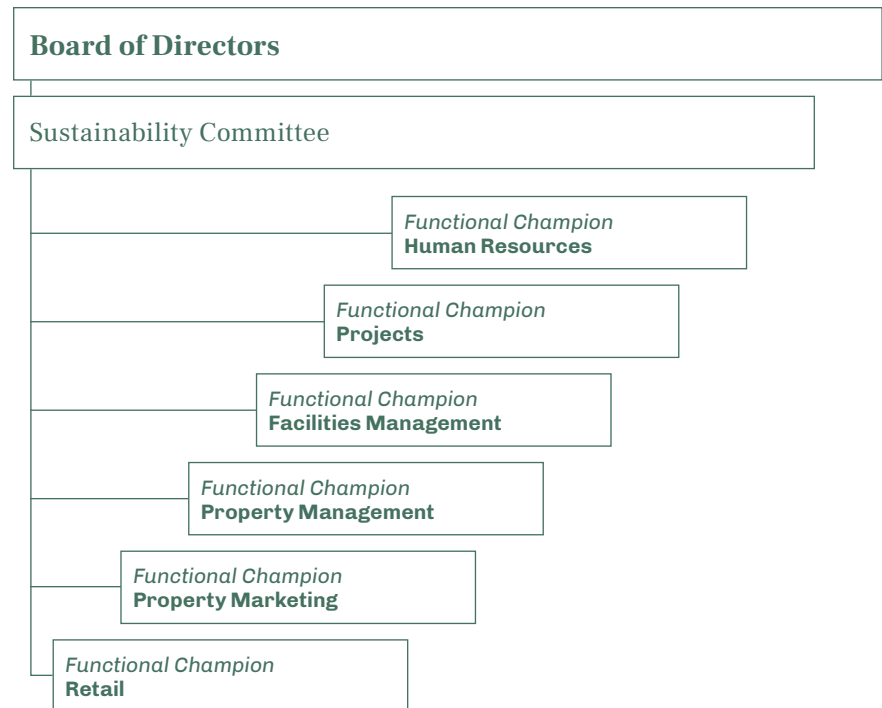 Board of Directors
Sustainability Committee
Functional Champion
Human Resources
Functional Champion
Projects
Functional Champion
Facilities Management
Functional Champion
Property Management
Functional Champion
Property Marketing
Functional Champion
Retail